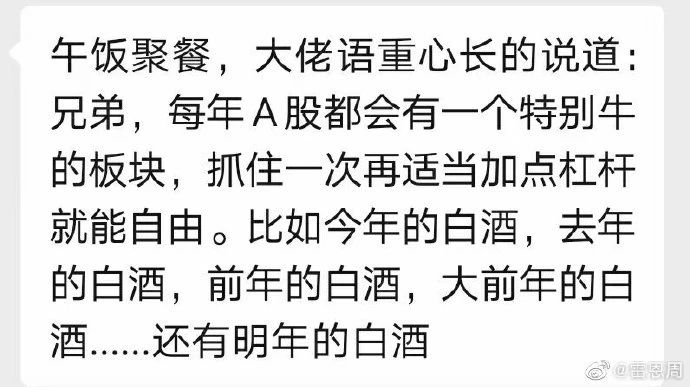 午饭聚餐，大佬语重心长的说道：
兄弟，每年A股都会有一个特别牛
的板块，抓住一次再适当加点杠杆
就能自由。比如今年的白酒，去年
的白酒，前年的白酒，大前年的白
酒……还有明年的白酒
@雷恩周